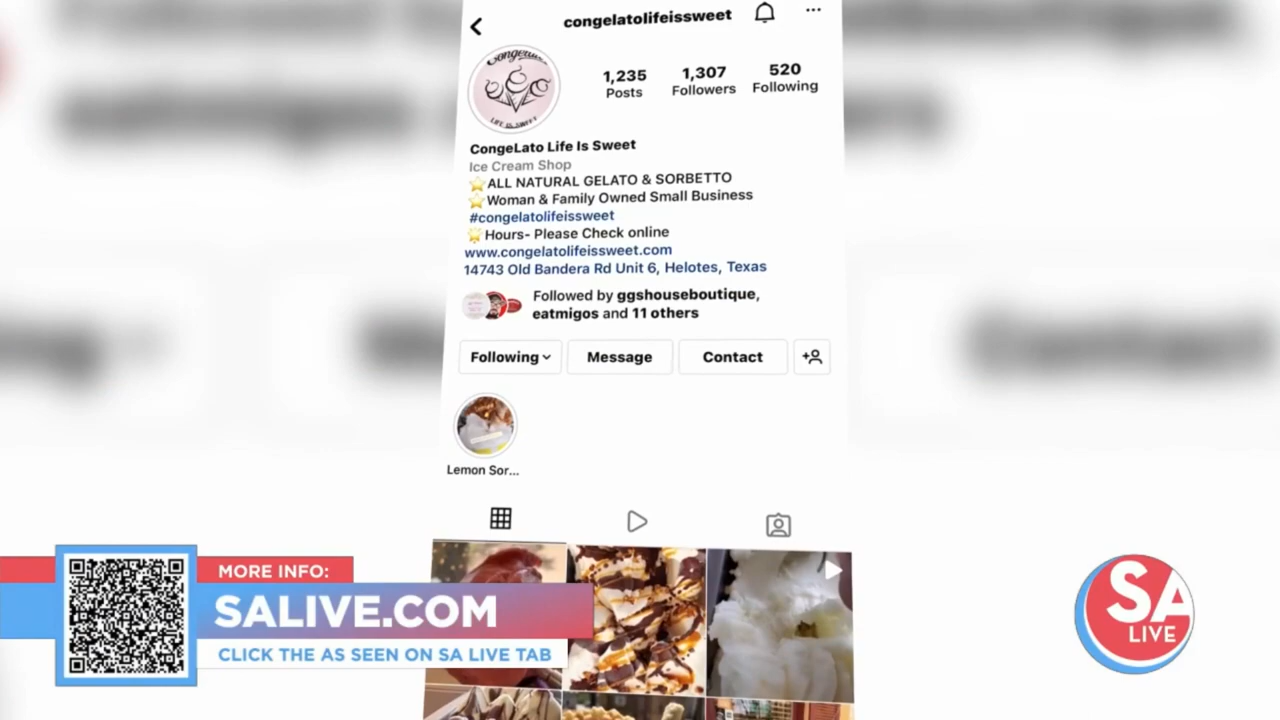 congelatolifeissweet
1,235
Posts
1,307
Followers
520
Following
LIFE IS SWEET
CongeLato Life Is Sweet
Ice Cream Shop
⭐ALL NATURAL GELATO & SORBETTO
⭐Woman & Family Owned Small Business
#congelatolifeissweet
🌟Hours- Please Check online
www.congelatolifeissweet.com
14743 Old Bandera Rd Unit 6, Helotes, Texas
Followed by ggshouseboutique,
eatmigos and 11 others
Following
Message
Contact
Lemon Sor...
MORE INFO:
SALIVE.COM
CLICK THE AS SEEN ON SA LIVE TAB
SA
LIVE